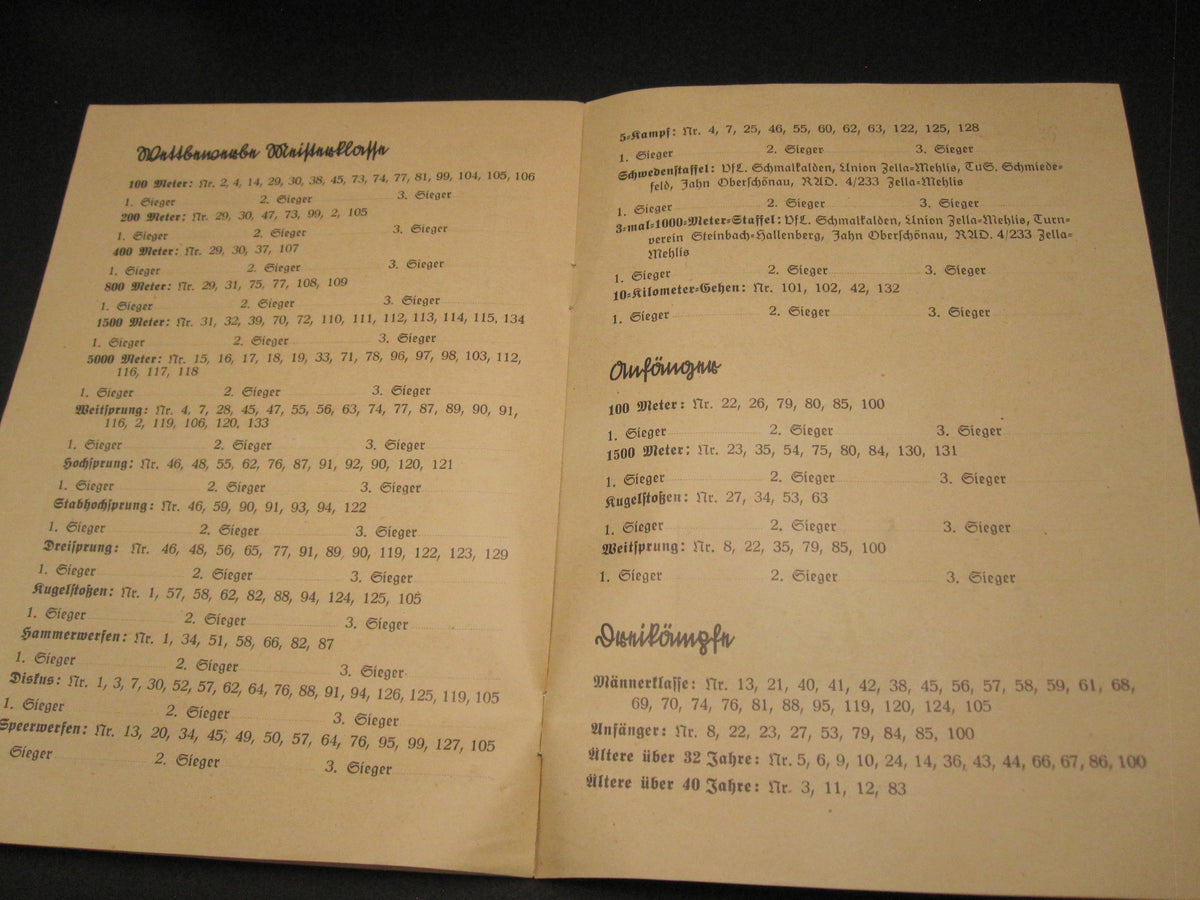 Wettbewerbe Meisterklasse
100 Meter: Nr. 2, 4, 14, 29, 30, 38, 45, 73, 74, 77, 81, 99, 104, 105, 106
1. Sieger 2. Sieger 3. Sieger
200 Meter: Nr. 29, 30, 47, 73, 99, 2, 105
1. Sieger 2. Sieger 3. Sieger
400 Meter: Nr. 29, 30, 37, 107
1. Sieger 2. Sieger 3. Sieger
800 Meter: Nr. 29, 31, 75, 77, 108, 109
1. Sieger 2. Sieger 3. Sieger
1500 Meter: Nr. 31, 32, 39, 70, 72, 110, 111, 112, 113, 114, 115, 134
1. Sieger 2. Sieger 3. Sieger
5000 Meter: Nr. 15, 16, 17, 18, 19, 33, 71, 78, 96, 97, 98, 103, 112,
116, 117, 118
1. Sieger 2. Sieger 3. Sieger
Weitsprung: Nr. 4, 7, 28, 45, 47, 55, 56, 63, 74, 77, 87, 89, 90, 91,
116, 2, 119, 106, 120, 133
1. Sieger 2. Sieger 3. Sieger
Hochsprung: Nr. 46, 48, 55, 62, 76, 87, 91, 92, 90, 120, 121
1. Sieger 2. Sieger 3. Sieger
Stabhochsprung: Nr. 46, 59, 90, 91, 93, 94, 122
1. Sieger 2. Sieger 3. Sieger
Dreisprung: Nr. 46, 48, 56, 65, 77, 91, 89, 90, 119, 122, 123, 129
1. Sieger 2. Sieger 3. Sieger
Kugelstoßen: Nr. 1, 57, 58, 62, 82, 88, 94, 124, 125, 105
1. Sieger 2. Sieger 3. Sieger
Hammerwerfen: Nr. 1, 34, 51, 58, 66, 82, 87
1. Sieger 2. Sieger 3. Sieger
Diskus: Nr. 1, 3, 7, 30, 52, 57, 62, 64, 76, 88, 91, 94, 126, 125, 119, 105
1. Sieger 2. Sieger 3. Sieger
Speerwerfen: Nr. 13, 20, 34, 45, 49, 50, 57, 64, 76, 95, 99, 127, 105
Sieger 2. Sieger 3. Sieger
5-Kampf: Nr. 4, 7, 25, 46, 55, 60, 62, 63, 122, 125, 128
1. Sieger 2. Sieger 3. Sieger
Schwedenstaffel: VfL. Schmalkalden, Union Zella-Mehlis, TuS. Schmiede-
feld, Jahn Oberschönau, RAD. 4/233 Zella-Mehlis
1. Sieger 2. Sieger 3. Sieger
3-mal-1000-Meter-Staffel: VfL. Schmalkalden, Union Zella-Mehlis, Turn-
verein Steinbach-Hallenberg, Jahn Oberschönau, RAD. 4/233 Zella-
Mehlis
1. Sieger 2. Sieger 3. Sieger
10-Kilometer-Gehen: Nr. 101, 102, 42, 132
1. Sieger 2. Sieger 3. Sieger
Anfänger
100 Meter: Nr. 22, 26, 79, 80, 85, 100
1. Sieger 2. Sieger 3. Sieger
1500 Meter: Nr. 23, 35, 54, 75, 80, 84, 130, 131
1. Sieger 2. Sieger 3. Sieger
Kugelstoßen: Nr. 27, 34, 53, 63
1. Sieger 2. Sieger 3. Sieger
Weitsprung: Nr. 8, 22, 35, 79, 85, 100
1. Sieger 2. Sieger 3. Sieger
Dreikämpfe
Männerklasse: Nr. 13, 21, 40, 41, 42, 38, 45, 56, 57, 58, 59, 61, 68,
69, 70, 74, 76, 81, 88, 95, 119, 120, 124, 105
Anfänger: Nr. 8, 22, 23, 27, 53, 79, 84, 85, 100
Ältere über 32 Jahre: Nr. 5, 6, 9, 10, 24, 14, 36, 43, 44, 66, 67, 86, 100
Ältere über 40 Jahre: Nr. 3, 11, 12, 83